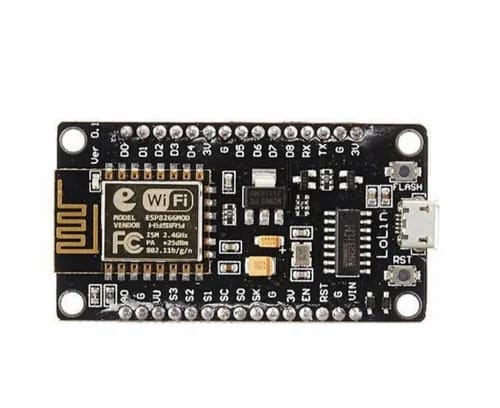 Ver 0.1
D0 D1 D2 D3 D4 3V G D5 D6 D7 D8 RX TX G 3V
FLASH
WiFi
MODEL ESP8266MOD
VENDOR
FC ISM 2.4GHz
PA +25dBm
802.11b/g/n
LoLin
RST
AO G VU S3 S2 S1 SC SO SK G 3V EN RST G VIN